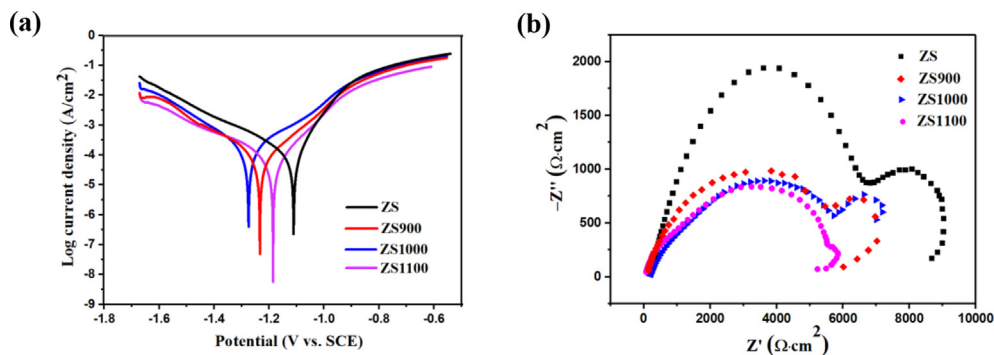 (a)
0
-1
-2
-3
-4
-5
-6
-7
-8
-9
-1.8
-1.6
-1.4
-1.2
-1.0
-0.8
-0.6
Log current density (A/cm²)
Potential (V vs. SCE)
ZS
ZS900
ZS1000
ZS1100
(b)
2000
1500
1000
500
0
0
2000
4000
6000
8000
10000
−Z'' (Ω·cm²)
Z' (Ω·cm²)
ZS
ZS900
ZS1000
ZS1100